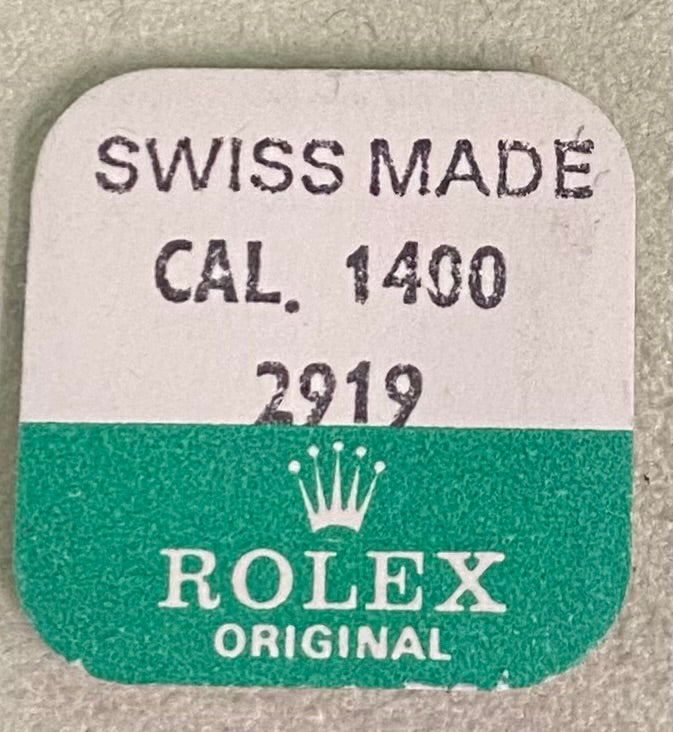 SWISS MADE
CAL. 1400
2919
ROLEX
ORIGINAL